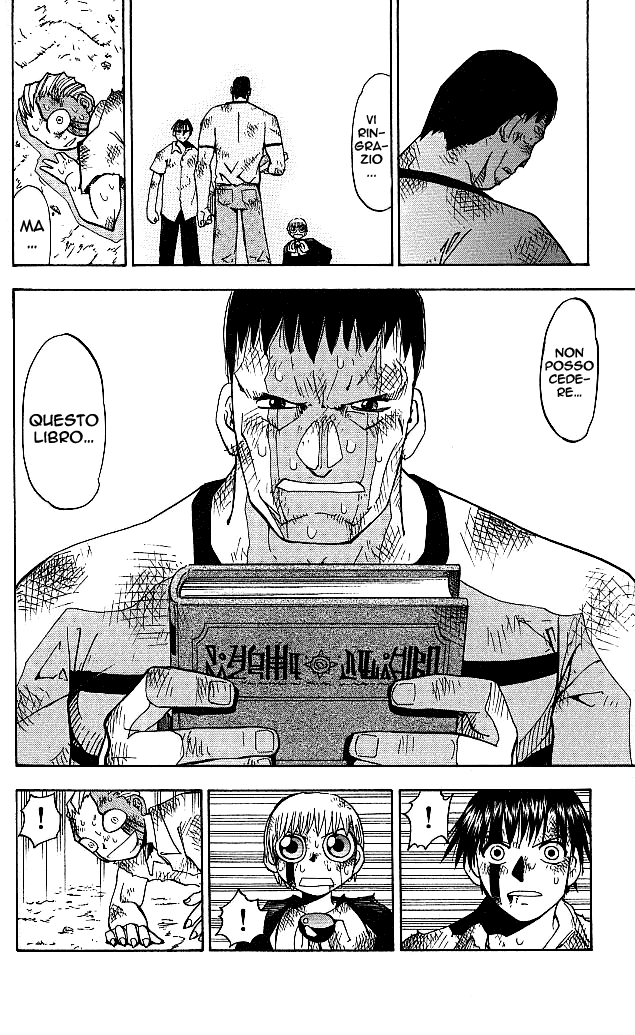 VI
RIN-
GRA-
ZIO
...
MA
...
NON
POSSO
CEDE-
RE...
QUESTO
LIBRO...
!
!
!